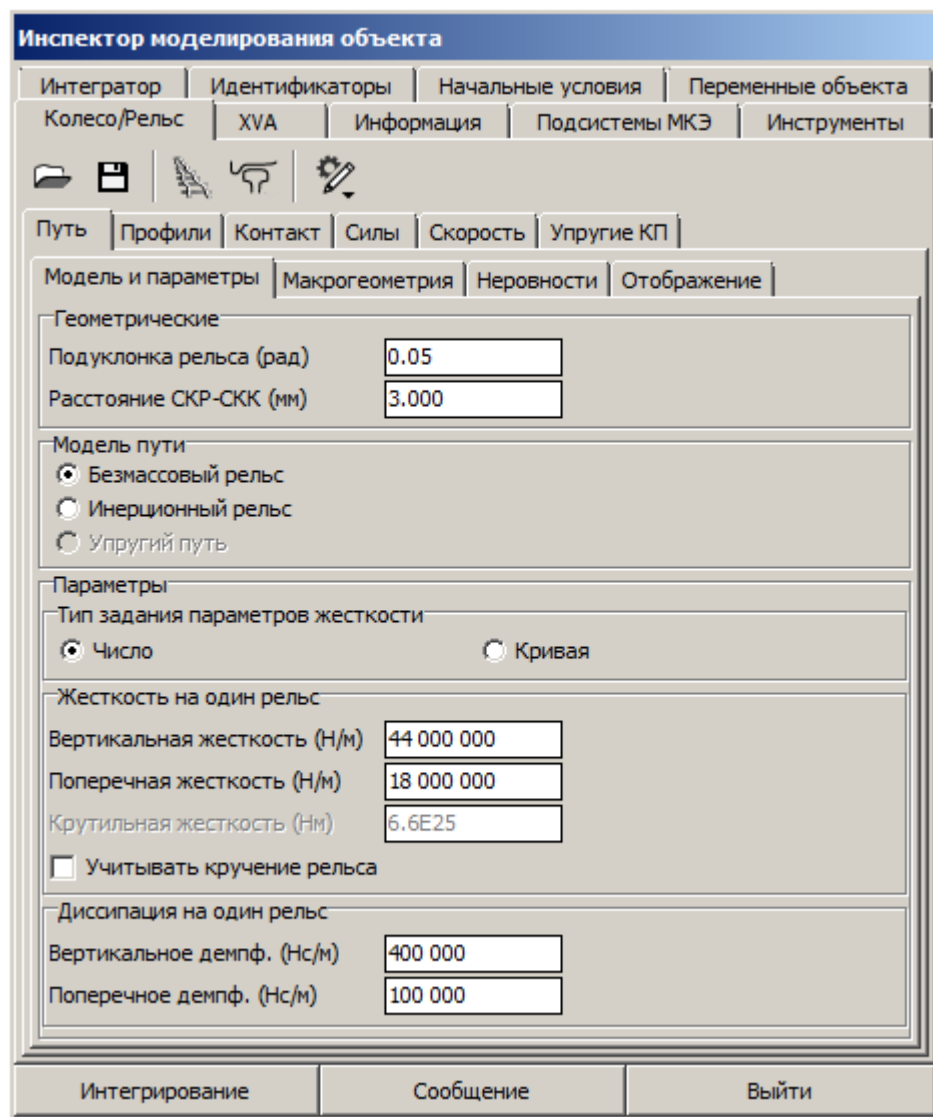 Инспектор моделирования объекта
Интегратор Идентификаторы Начальные условия Переменные объекта
Колесо/Рельс XVA Информация Подсистемы МКЭ Инструменты
Путь Профили Контакт Силы Скорость Упругие КП
Модель и параметры Макрогеометрия Неровности Отображение
Геометрические
Подуклонка рельса (рад) 0.05
Расстояние СКР-СКК (мм) 3.000
Модель пути
Безмассовый рельс
Инерционный рельс
Упругий путь
Параметры
Тип задания параметров жесткости
Число Кривая
Жесткость на один рельс
Вертикальная жесткость (Н/м) 44 000 000
Поперечная жесткость (Н/м) 18 000 000
Крутильная жесткость (Нм) 6.6E25
Учитывать кручение рельса
Диссипация на один рельс
Вертикальное демпф. (Нс/м) 400 000
Поперечное демпф. (Нс/м) 100 000
Интегрирование Сообщение Выйти